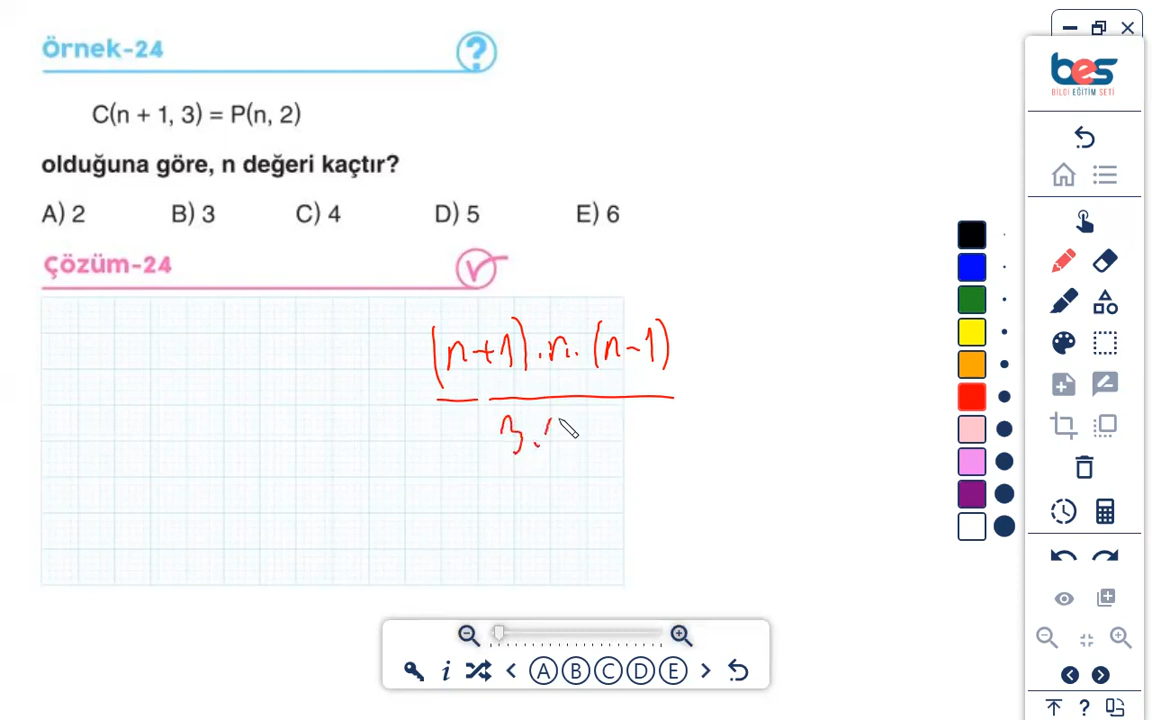 Örnek-24
?
C(n + 1, 3) = P(n, 2)
olduğuna göre, n değeri kaçtır?
A) 2 B) 3 C) 4 D) 5 E) 6
Çözüm-24
(n+1).n.(n-1)
3.
bes
BİLGİ EĞİTİM SETİ
i < A B C D E >
?